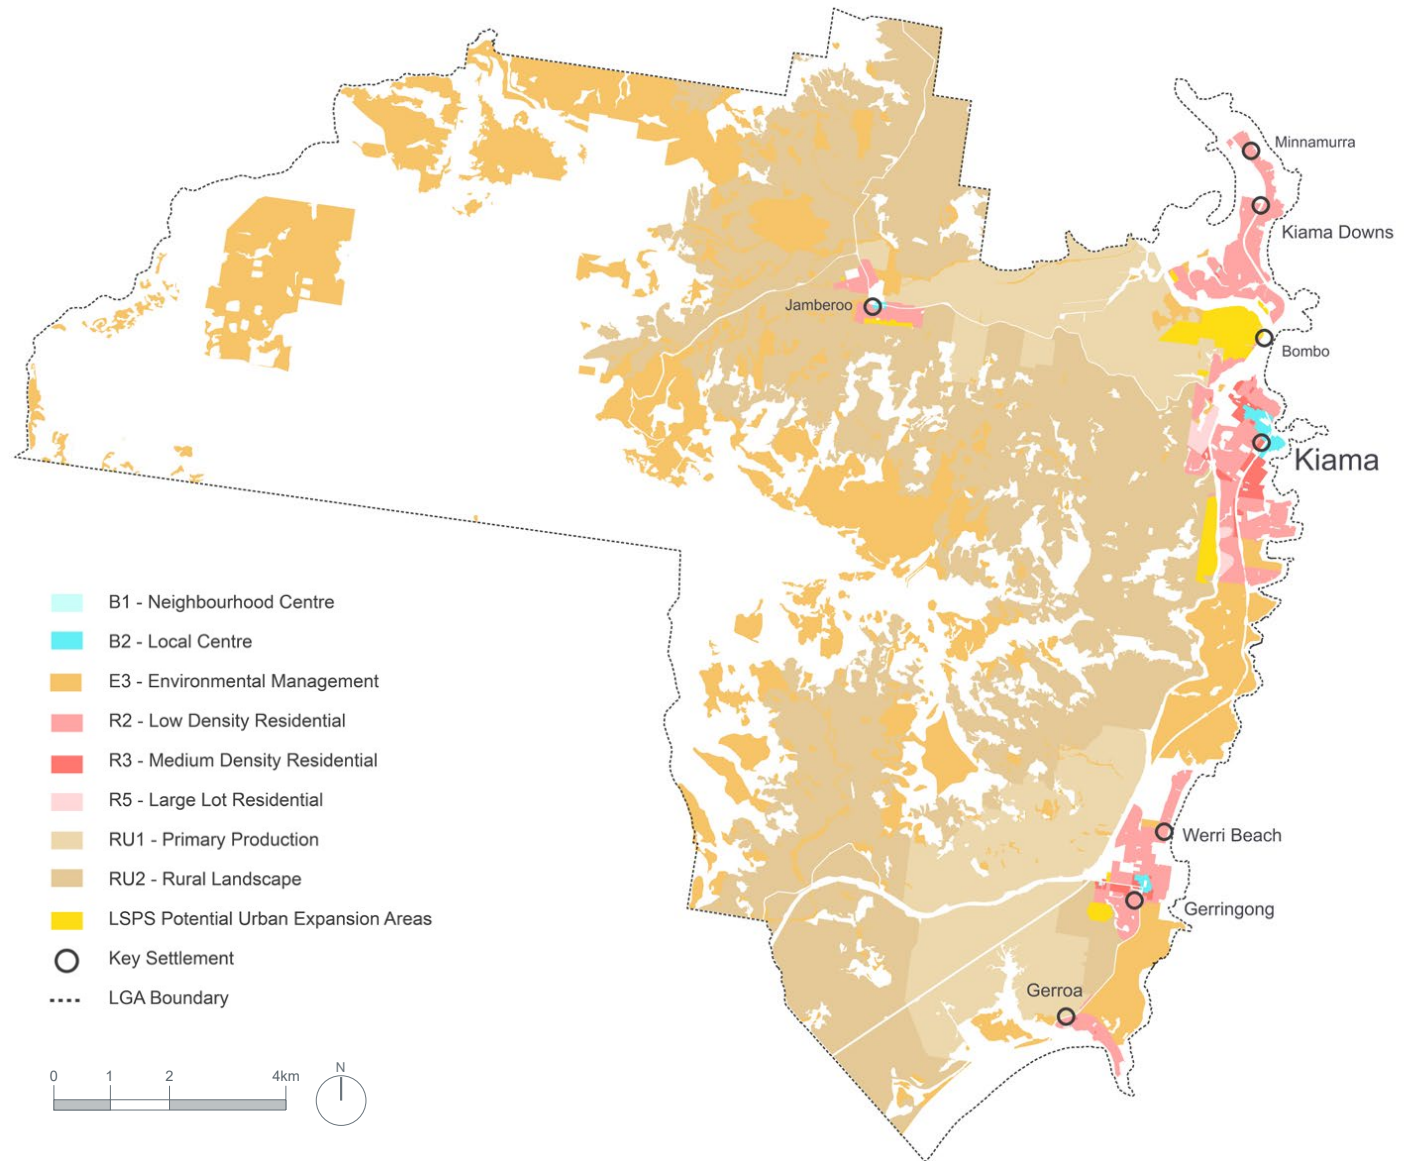 Minnamurra
Kiama Downs
Jamberoo
Bombo
Kiama
B1 - Neighbourhood Centre
B2 - Local Centre
E3 - Environmental Management
R2 - Low Density Residential
R3 - Medium Density Residential
R5 - Large Lot Residential
RU1 - Primary Production
RU2 - Rural Landscape
LSPS Potential Urban Expansion Areas
Key Settlement
LGA Boundary
Werri Beach
Gerringong
Gerroa
0 1 2 4km
N